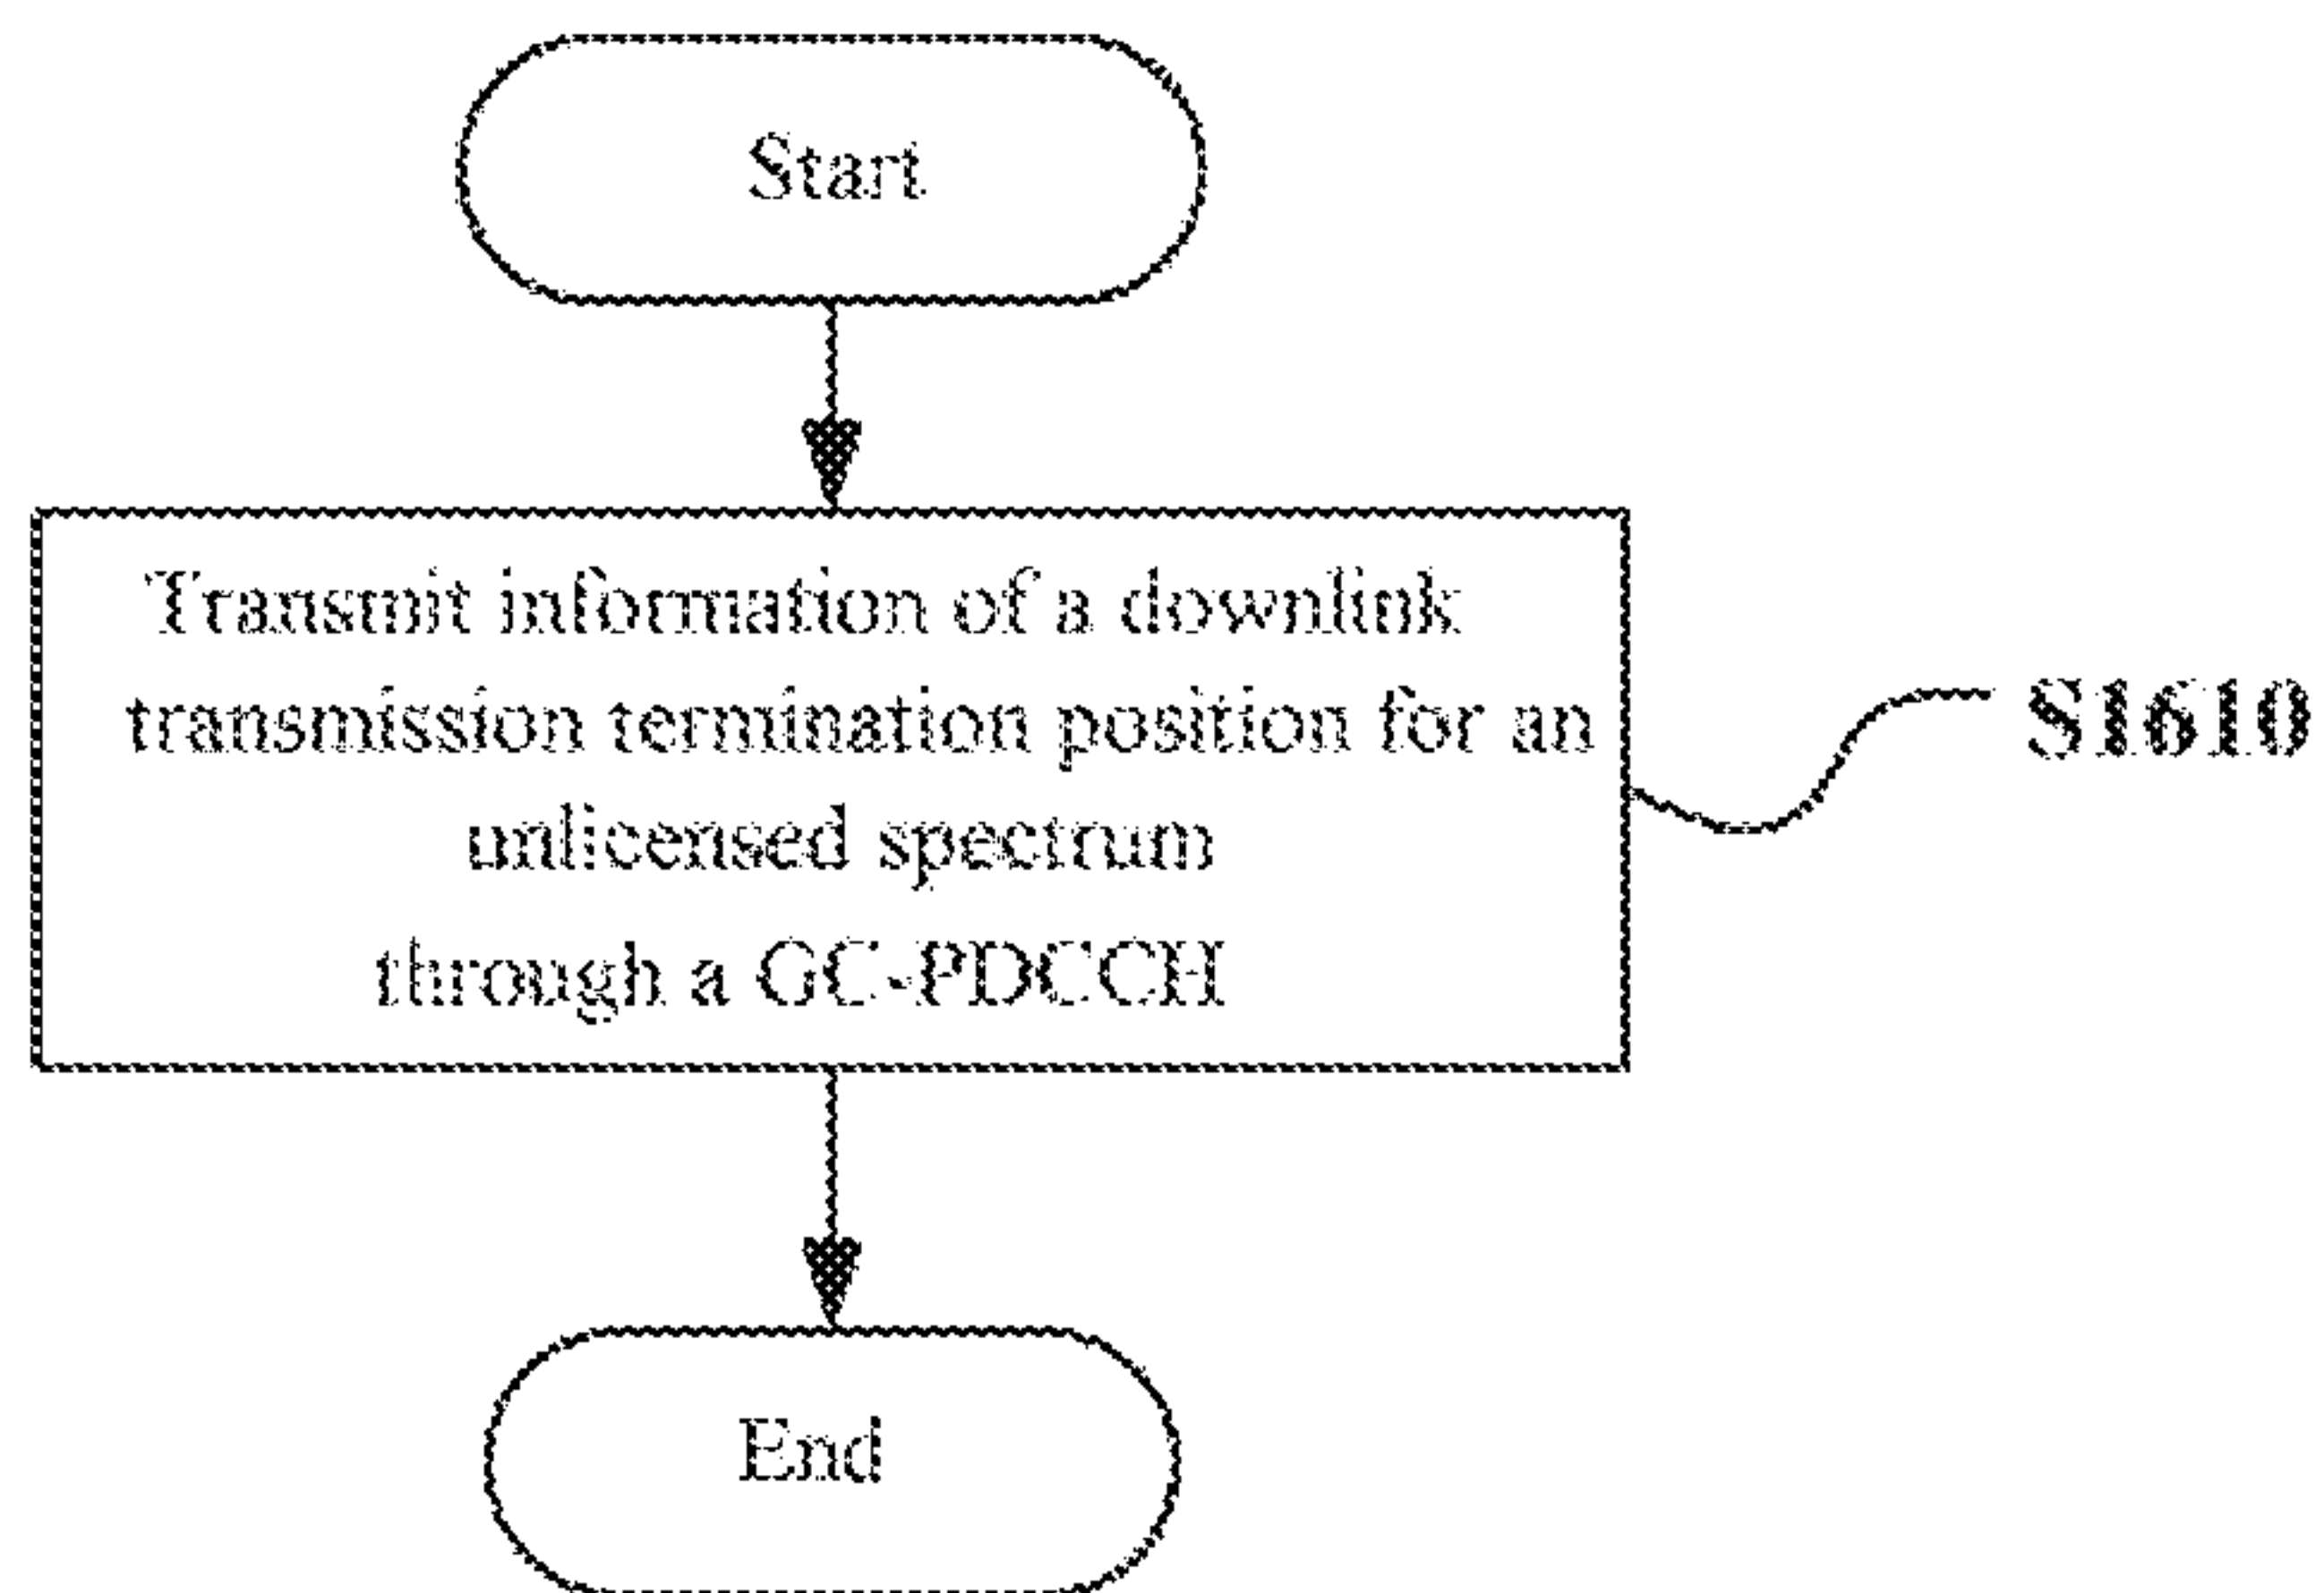 Start
Transmit information of a downlink
transmission termination position for an
unlicensed spectrum
through a GC-PDCCH
S1610
End